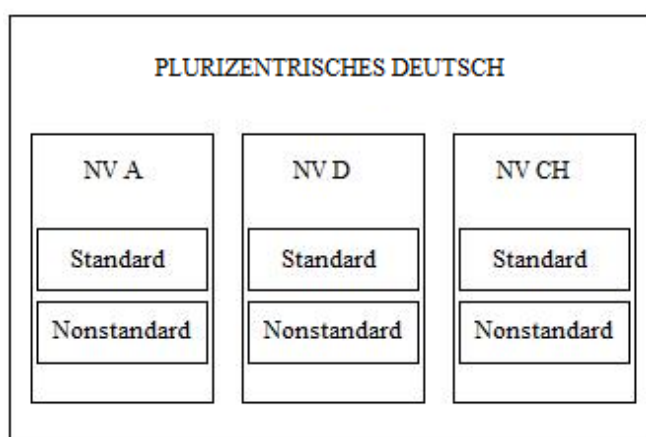 PLURIZENTRISCHES DEUTSCH
NV A NV D NV CH
Standard Standard Standard
Nonstandard Nonstandard Nonstandard